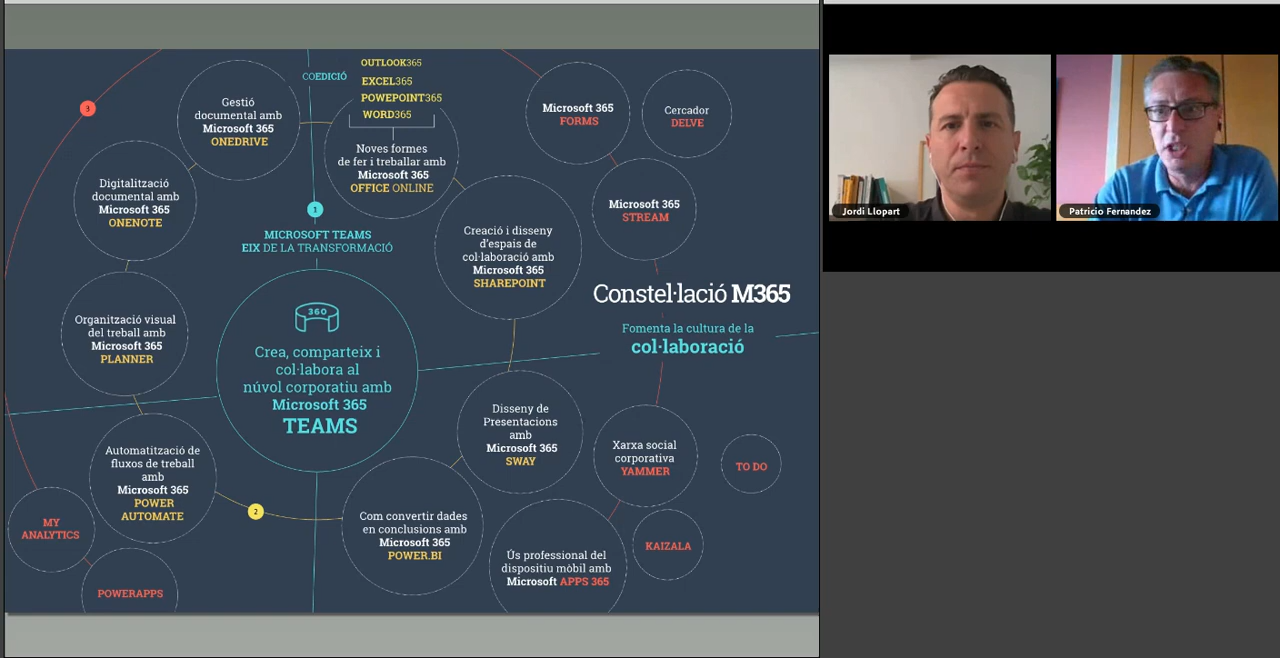 3
Gestió
documental amb
Microsoft 365
ONEDRIVE
COEDICIÓ
OUTLOOK365
EXCEL365
POWEPOINT365
WORD365
Noves formes
de fer i treballar amb
Microsoft 365
OFFICE ONLINE
Microsoft 365
FORMS
Cercador
DELVE
Digitalització
documental amb
Microsoft 365
ONENOTE
1
MICROSOFT TEAMS
EIX DE LA TRANSFORMACIÓ
Creació i disseny
d'espais de
col·laboració amb
Microsoft 365
SHAREPOINT
Microsoft 365
STREAM
Organització visual
del treball amb
Microsoft 365
PLANNER
360
Crea, comparteix i
col·labora al
núvol corporatiu amb
Microsoft 365
TEAMS
Constel·lació M365
Fomenta la cultura de la
col·laboració
Automatització de
fluxos de treball
amb
Microsoft 365
POWER
AUTOMATE
2
Disseny de
Presentacions
amb
Microsoft 365
SWAY
Xarxa social
corporativa
YAMMER
TO DO
MY
ANALYTICS
Com convertir dades
en conclusions amb
Microsoft 365
POWER.BI
Ús professional del
dispositiu mòbil amb
Microsoft APPS 365
KAIZALA
POWERAPPS
Jordi Llopart
Patricio Fernandez